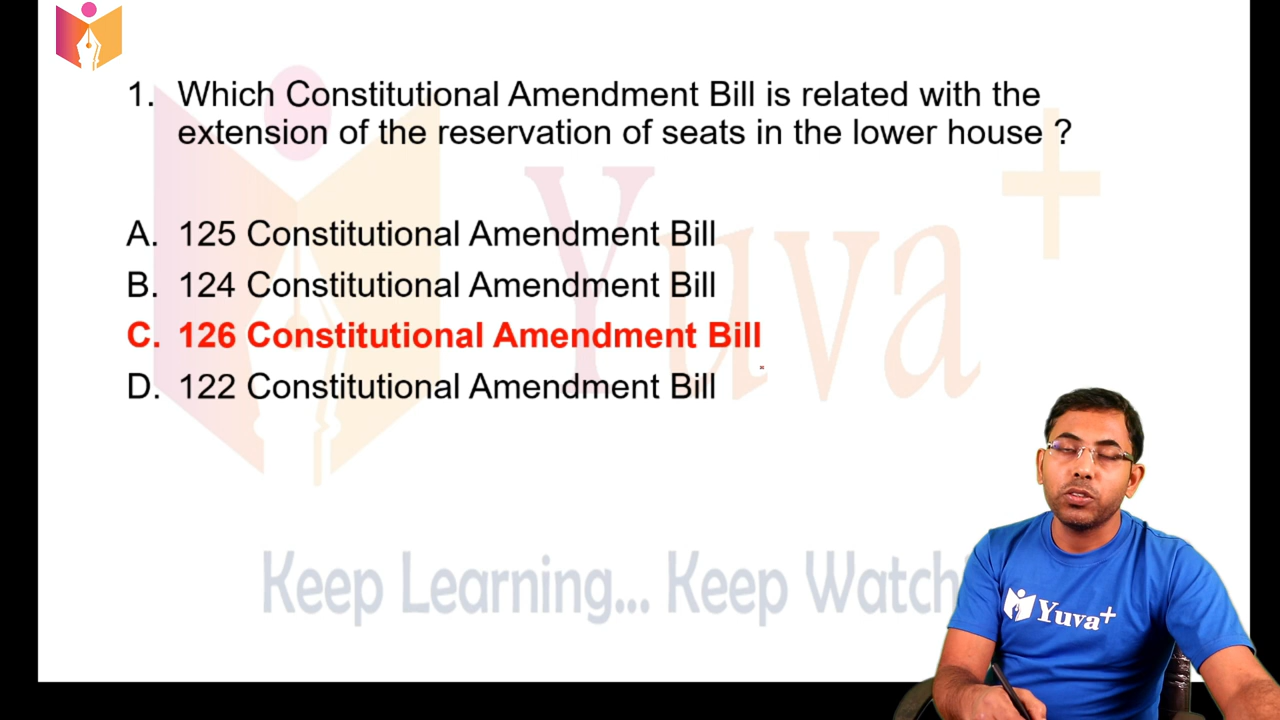 1. Which Constitutional Amendment Bill is related with the
extension of the reservation of seats in the lower house ?
A. 125 Constitutional Amendment Bill
B. 124 Constitutional Amendment Bill
C. 126 Constitutional Amendment Bill
D. 122 Constitutional Amendment Bill
Yuva+
Keep Learning... Keep Watch
Yuva+